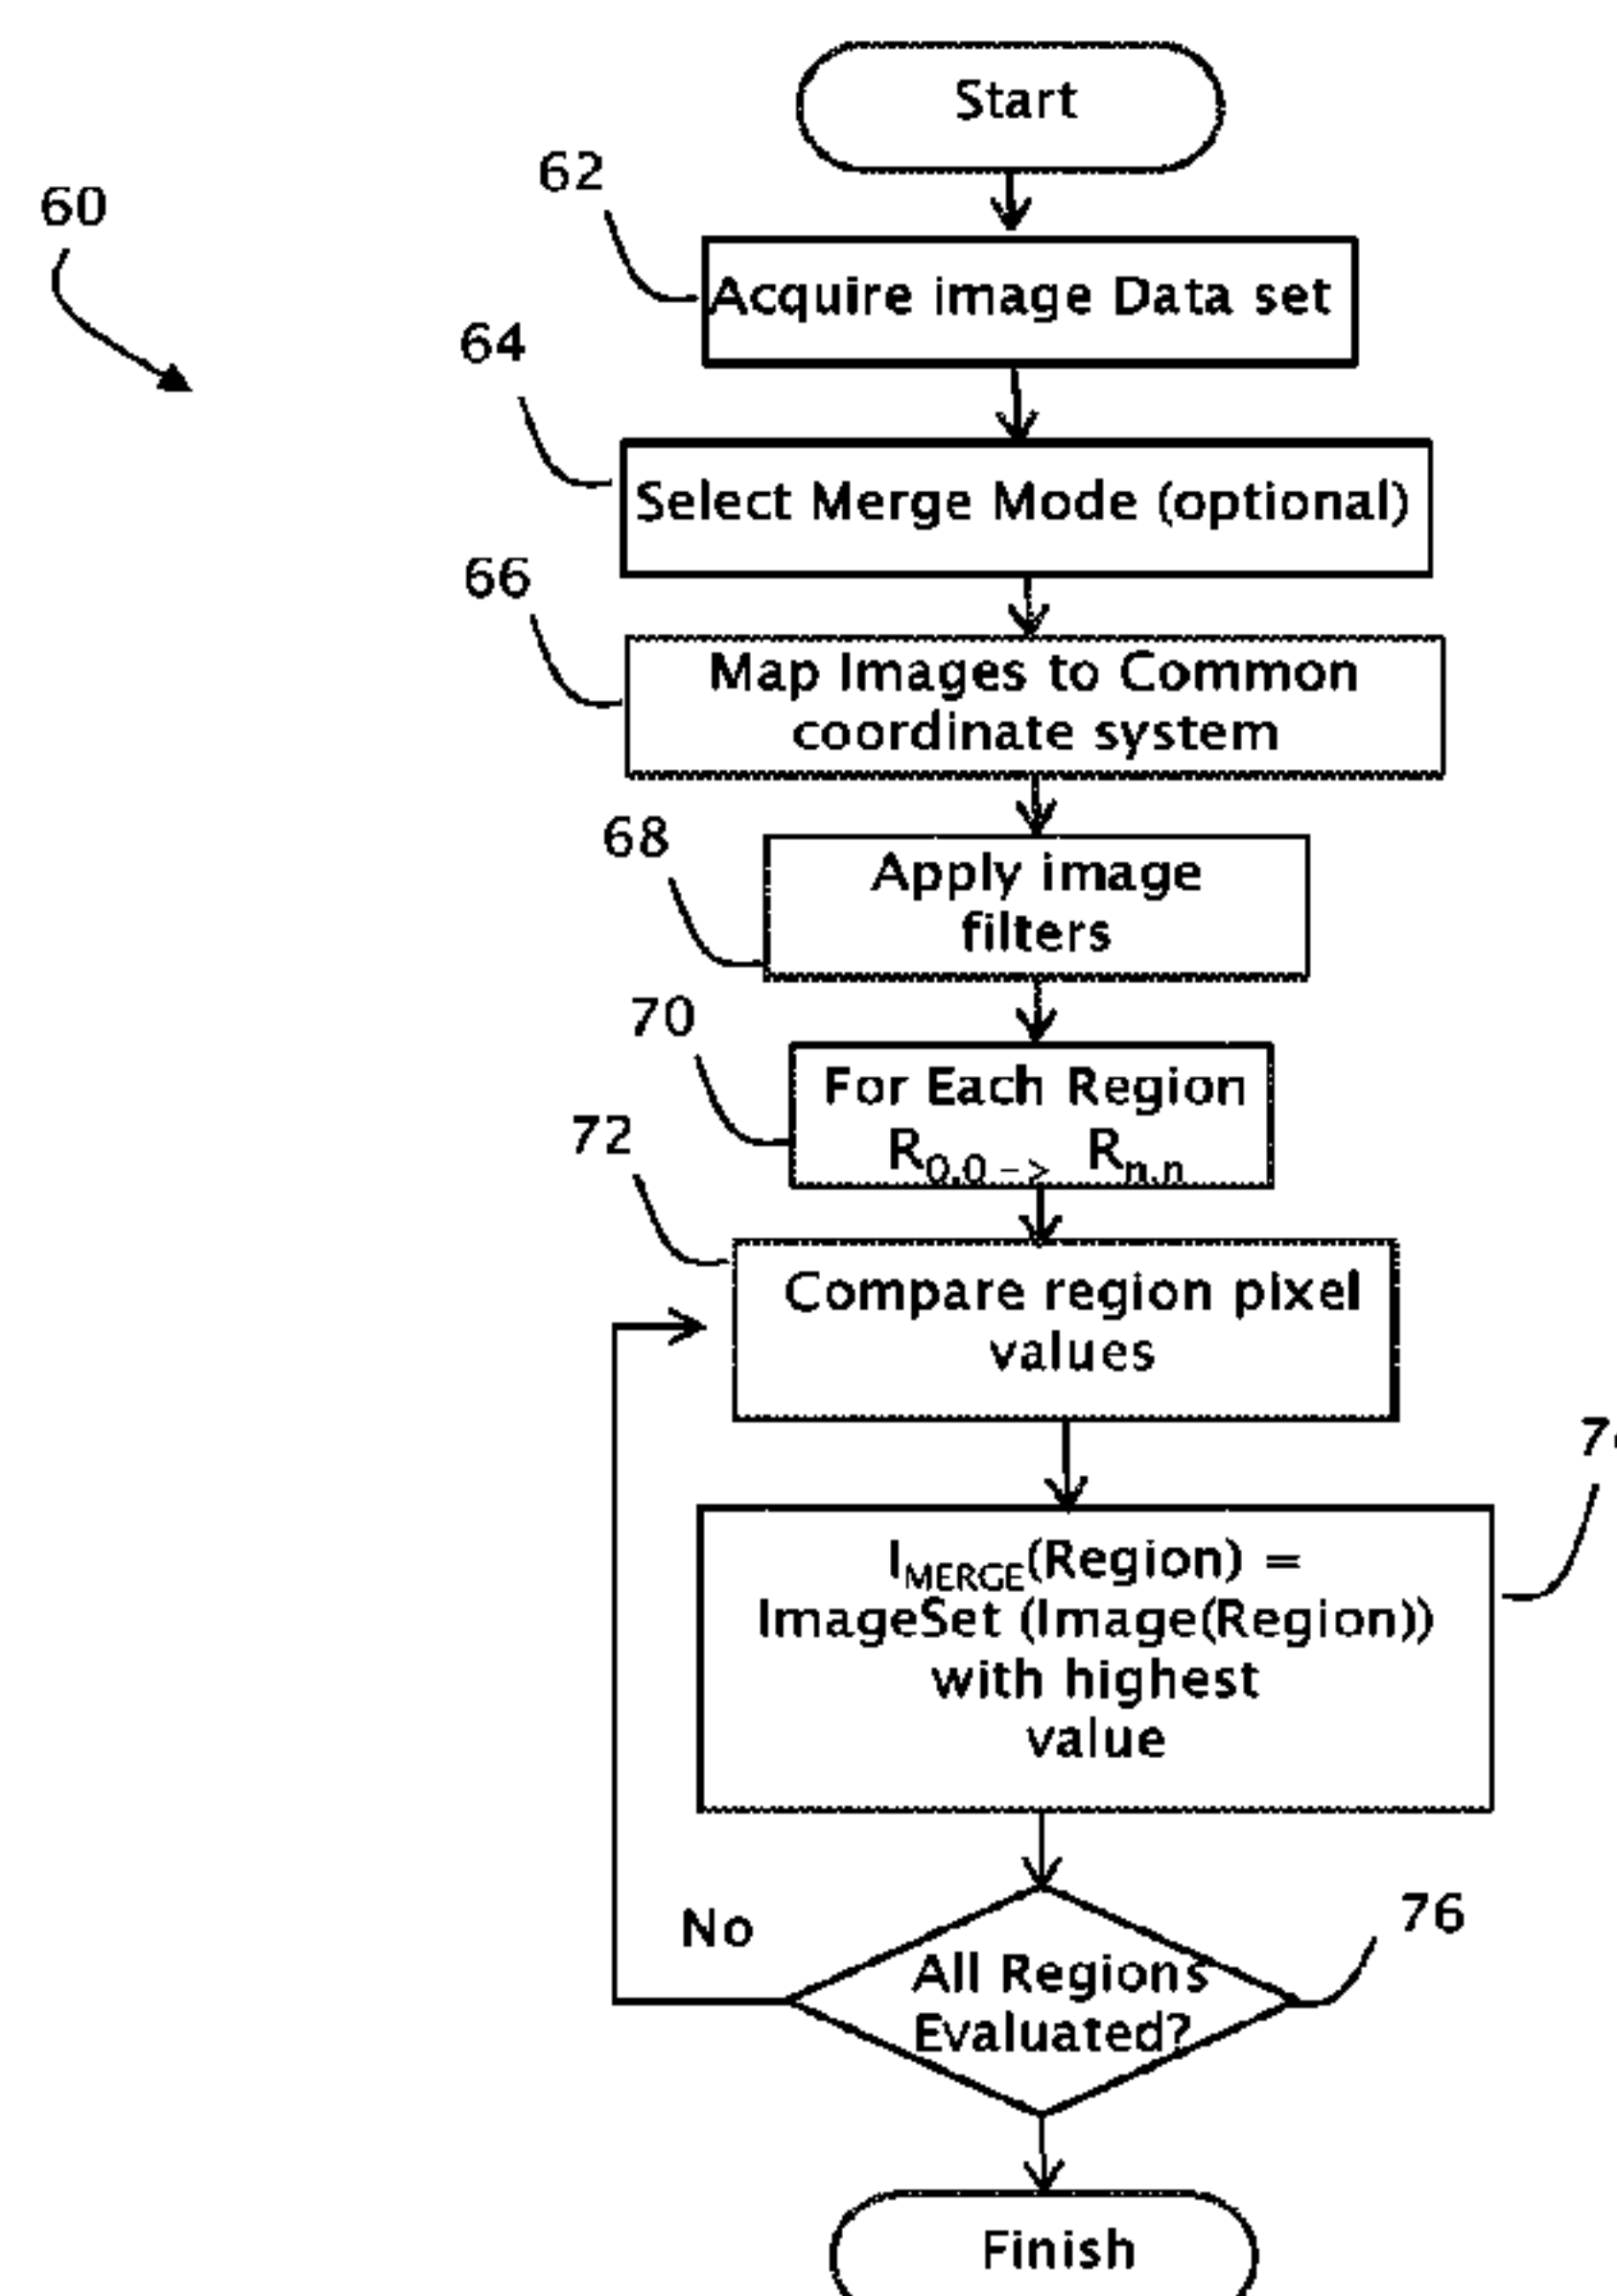 Start
62
60
Acquire image Data set
64
Select Merge Mode (optional)
66
Map Images to Common
coordinate system
68
Apply image
filters
70
For Each Region
R0,0 -> Rn,n
72
Compare region pixel
values
IMERGE(Region) =
ImageSet (Image(Region))
with highest
value
No
76
All Regions
Evaluated?
Finish